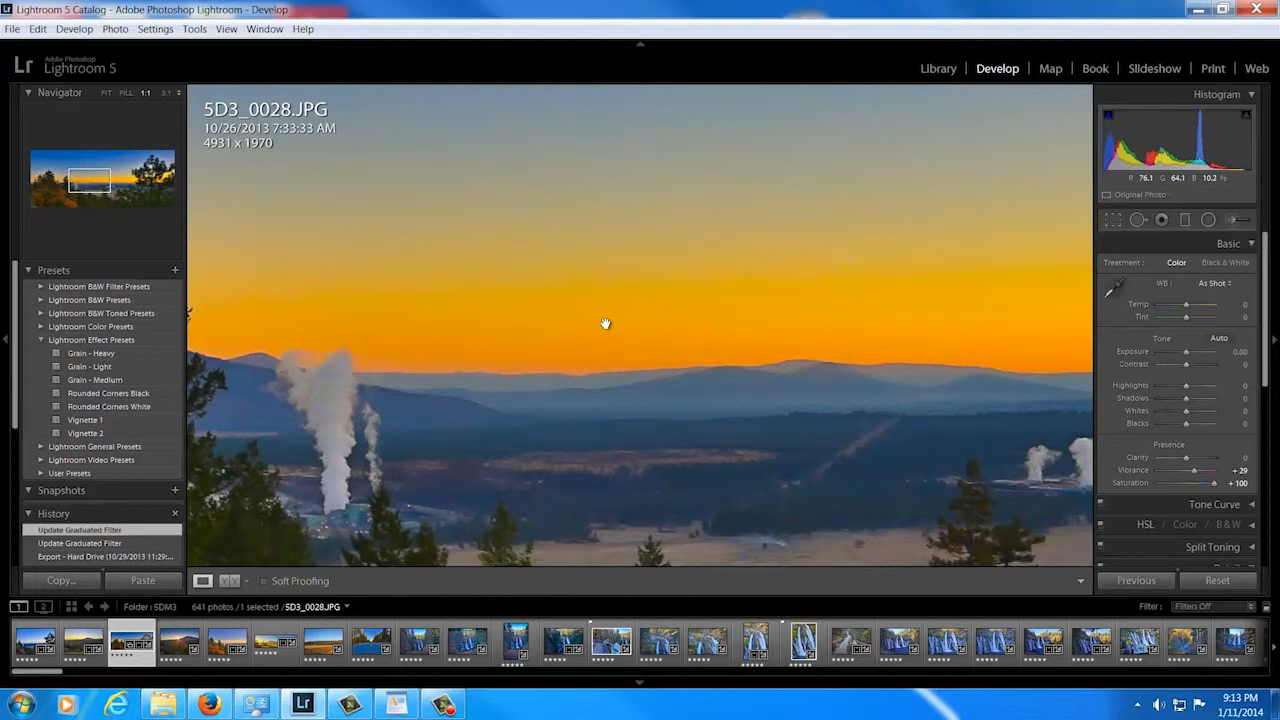 Lightroom 5 Catalog - Adobe Photoshop Lightroom - Develop
File Edit Develop Photo Settings Tools View Window Help
Lr Adobe Photoshop Lightroom 5
Library Develop Map Book Slideshow Print Web
Navigator FIT FILL 1:1 3:1
5D3_0028.JPG
10/26/2013 7:33:33 AM
4931 x 1970
Histogram
R 76.1 G 64.1 B 10.2 %
Original Photo
Basic
Treatment : Color Black & White
WB : As Shot
Temp 0
Tint 0
Tone Auto
Exposure 0.00
Contrast 0
Highlights 0
Shadows 0
Whites 0
Blacks 0
Presence
Clarity 0
Vibrance + 29
Saturation + 100
Tone Curve
HSL / Color / B & W
Split Toning
Previous Reset
Presets +
Lightroom B&W Filter Presets
Lightroom B&W Presets
Lightroom B&W Toned Presets
Lightroom Color Presets
Lightroom Effect Presets
Grain - Heavy
Grain - Light
Grain - Medium
Rounded Corners Black
Rounded Corners White
Vignette 1
Vignette 2
Lightroom General Presets
Lightroom Video Presets
User Presets
Snapshots +
History
Update Graduated Filter
Update Graduated Filter
Export - Hard Drive (10/29/2013 11:29:...
Copy... Paste
Soft Proofing
1 2 Folder : 5DM3 641 photos / 1 selected / 5D3_0028.JPG Filter : Filters Off
Lr 9:13 PM
1/11/2014